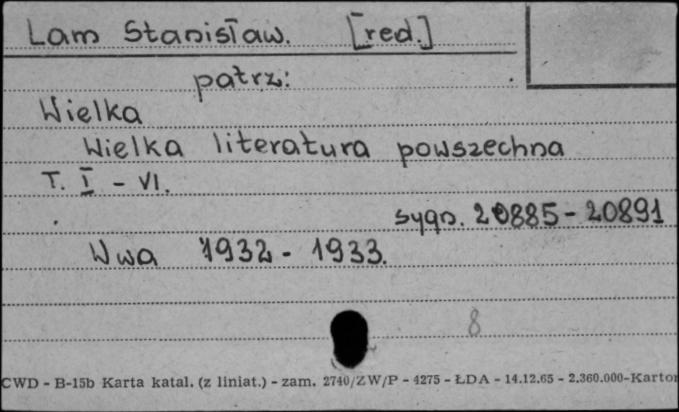 Lam Stanisław. [red.]
patrz:
Wielka
Wielka literatura powszechna
T. I - VI.
sygn. 20885 - 20891
Wwa 1932 - 1933.
8
CWD - B-15b Karta katal. (z liniat.) - zam. 2740/ZW/P - 4275 - ŁDA - 14.12.65 - 2.360.000-Karton